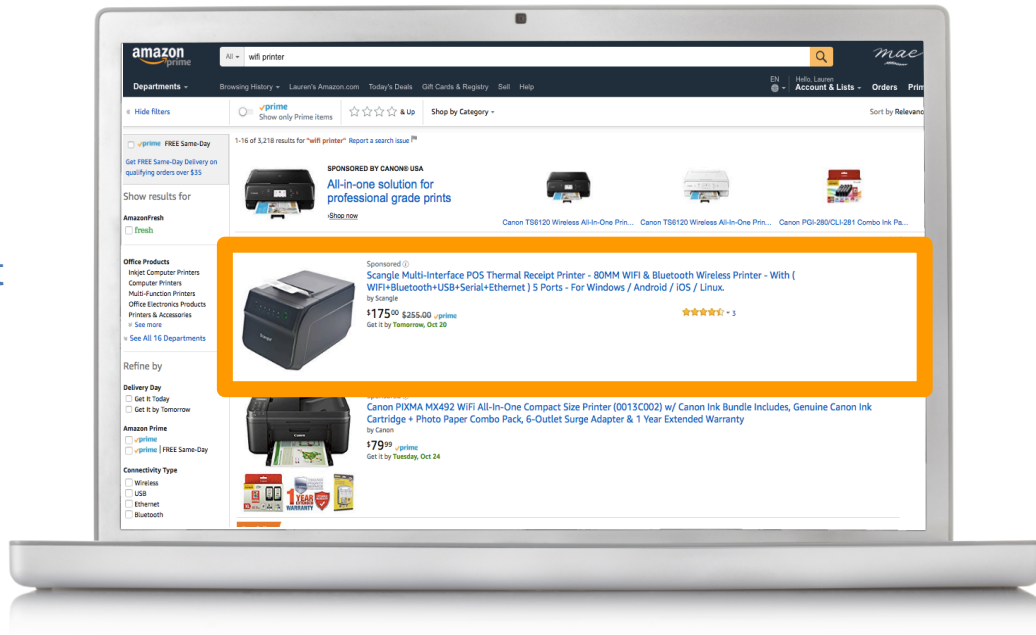 amazon
prime
All
wifi printer
mae
Departments
Browsing History
Lauren's Amazon.com
Today's Deals
Gift Cards & Registry
Sell
Help
EN
Hello, Lauren
Account & Lists
Orders
Prim
Hide filters
prime
Show only Prime items
& Up
Shop by Category
Sort by Relevanc
prime FREE Same-Day
Get FREE Same-Day Delivery on
qualifying orders over $35
Show results for
AmazonFresh
fresh
Office Products
Inkjet Computer Printers
Computer Printers
Multi-Function Printers
Office Electronics Products
Printers & Accessories
See more
See All 16 Departments
Refine by
Delivery Day
Get It Today
Get It by Tomorrow
Amazon Prime
prime
prime | FREE Same-Day
Connectivity Type
Wireless
USB
Ethernet
Bluetooth
1-16 of 3,218 results for "wifi printer" Report a search issue
SPONSORED BY CANON® USA
All-in-one solution for
professional grade prints
›Shop now
Canon TS6120 Wireless All-In-One Prin...
Canon TS6120 Wireless All-In-One Prin...
Canon PGI-280/CLI-281 Combo Ink Pa...
Sponsored
Scangle Multi-Interface POS Thermal Receipt Printer - 80MM WIFI & Bluetooth Wireless Printer - With (
WIFI+Bluetooth+USB+Serial+Ethernet ) 5 Ports - For Windows / Android / iOS / Linux.
by Scangle
$175 00 $255.00 prime
Get it by Tomorrow, Oct 20
3
Scangle
Canon PIXMA MX492 WiFi All-In-One Compact Size Printer (0013C002) w/ Canon Ink Bundle Includes, Genuine Canon Ink
Cartridge + Photo Paper Combo Pack, 6-Outlet Surge Adapter & 1 Year Extended Warranty
by Canon
$79 99 prime
Get it by Tuesday, Oct 24
Canon
1 YEAR
WARRANTY